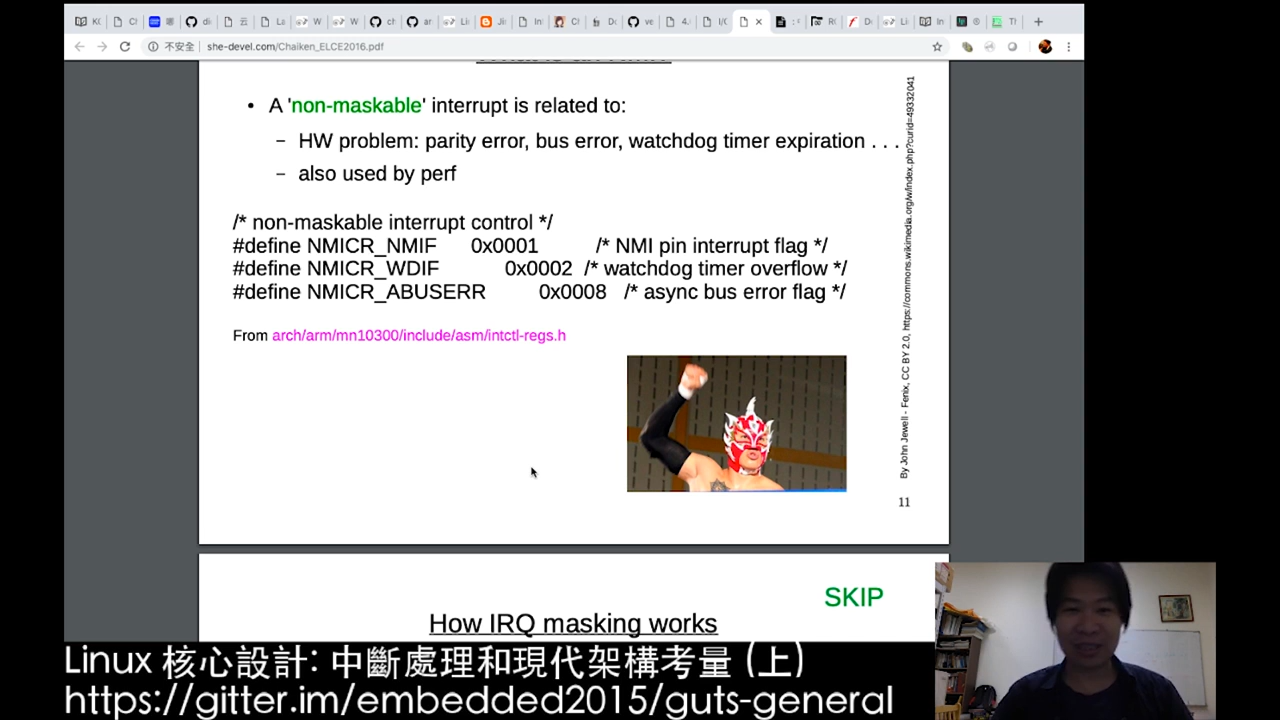 不安全
she-devel.com/Chaiken_ELCE2016.pdf
• A 'non-maskable' interrupt is related to:
– HW problem: parity error, bus error, watchdog timer expiration . . .
– also used by perf
/* non-maskable interrupt control */
#define NMICR_NMIF 0x0001 /* NMI pin interrupt flag */
#define NMICR_WDIF 0x0002 /* watchdog timer overflow */
#define NMICR_ABUSERR 0x0008 /* async bus error flag */
From arch/arm/mn10300/include/asm/intctl-regs.h
By John Jewell - Fenix, CC BY 2.0, https://commons.wikimedia.org/w/index.php?curid=49332041
11
SKIP
How IRQ masking works
Linux 核心設計: 中斷處理和現代架構考量 (上)
https://gitter.im/embedded2015/guts-general